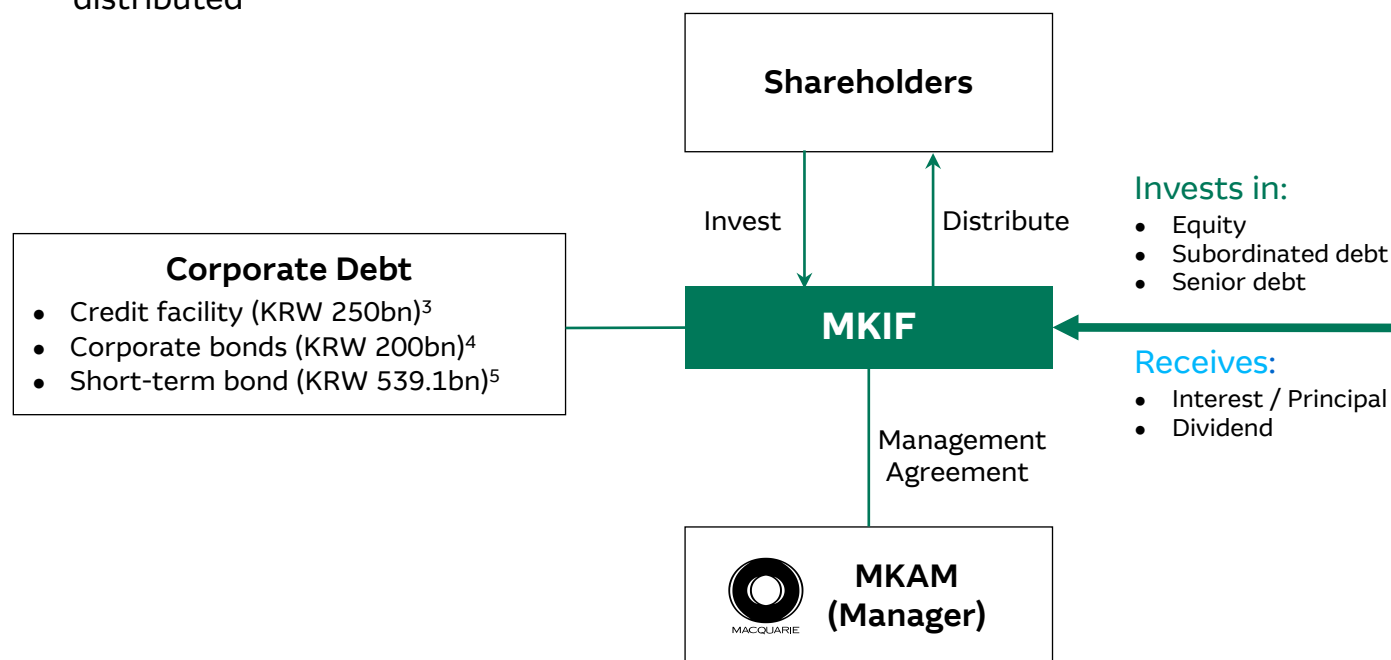 distributed
Shareholders
Invest
Distribute
Invests in:
• Equity
• Subordinated debt
• Senior debt
Corporate Debt
• Credit facility (KRW 250bn)³
• Corporate bonds (KRW 200bn)⁴
• Short-term bond (KRW 539.1bn)⁵
MKIF
Receives:
• Interest / Principal
• Dividend
Management
Agreement
MACQUARIE
MKAM
(Manager)